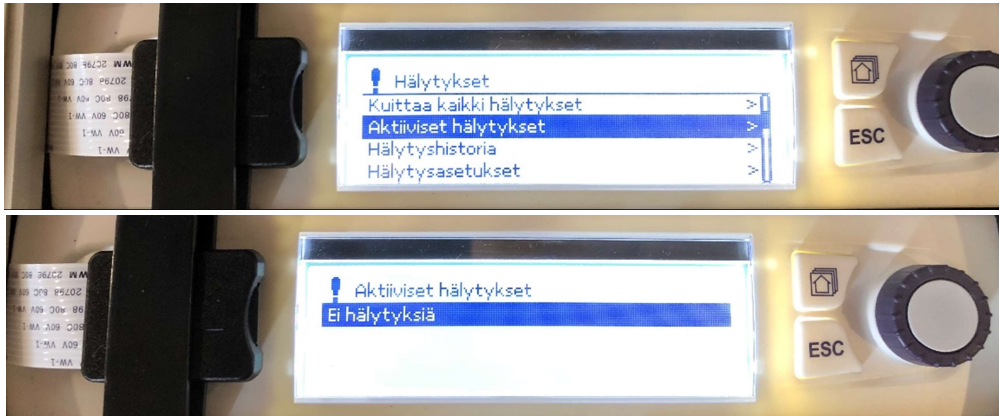 Hälytykset
Kuittaa kaikki hälytykset >
Aktiiviset hälytykset >
Hälytyshistoria >
Hälytysasetukset >
ESC
Aktiiviset hälytykset
Ei hälytyksiä
ESC